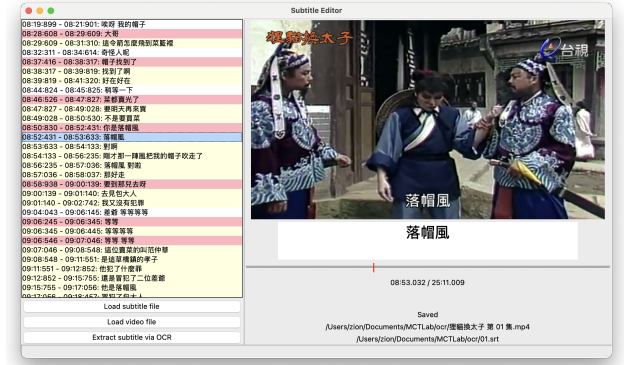 Subtitle Editor
08:19:899 - 08:21:901: 唉呀 我的帽子
08:28:608 - 08:29:609: 大哥
08:29:609 - 08:31:310: 這令箭怎麼飛到菜籃裡
08:32:311 - 08:34:614: 奇怪人呢
08:37:416 - 08:38:317: 帽子找到了
08:38:317 - 08:39:819: 找到了啊
08:39:819 - 08:41:320: 好在好在
08:44:824 - 08:45:825: 稍等一下
08:46:526 - 08:47:827: 菜都賣光了
08:47:827 - 08:49:028: 要明天再來賣
08:49:028 - 08:50:530: 不是要買菜
08:50:830 - 08:52:431: 你是落帽風
08:52:431 - 08:53:633: 落帽風
08:53:633 - 08:54:133: 對啊
08:54:133 - 08:56:235: 剛才那一陣風把我的帽子吹走了
08:56:235 - 08:57:036: 落帽風 對啦
08:57:036 - 08:58:037: 那好走
08:58:938 - 09:00:139: 要到那兒去呀
09:00:139 - 09:01:140: 去見包大人
09:01:140 - 09:02:742: 我又沒有犯罪
09:04:043 - 09:06:145: 差爺 等等等等
09:06:245 - 09:06:345: 等等
09:06:345 - 09:06:445: 等等等等
09:06:546 - 09:07:046: 等等 等等
09:07:046 - 09:08:548: 這位賣菜的叫范仲華
09:08:548 - 09:11:551: 是這草橋鎮的孝子
09:11:551 - 09:12:852: 他犯了什麼罪
09:12:852 - 09:15:755: 還是冒犯了二位差爺
09:15:755 - 09:17:056: 他是落帽風
09:17:056 - 09:18:457: 冒犯了包大人
Load subtitle file
Load video file
Extract subtitle via OCR
狸貓換太子
台視
落帽風
落帽風
08:53.032 / 25:11.009
Saved
/Users/zion/Documents/MCTLab/ocr/狸貓換太子 第 01 集.mp4
/Users/zion/Documents/MCTLab/ocr/01.srt